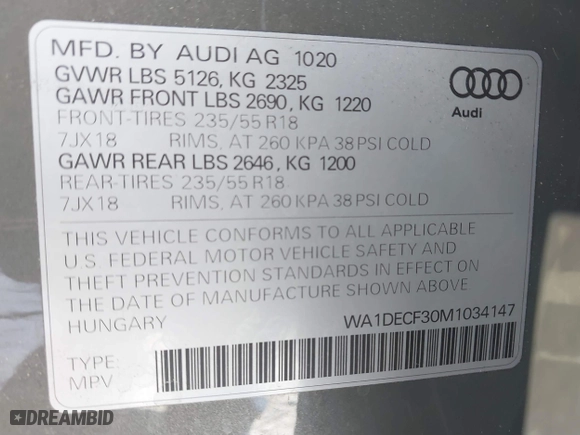 MFD. BY AUDI AG 1020
GVWR LBS 5126, KG 2325
GAWR FRONT LBS 2690, KG 1220
FRONT-TIRES 235/55 R18
7JX18 RIMS, AT 260 KPA 38 PSI COLD
GAWR REAR LBS 2646, KG 1200
REAR-TIRES 235/55 R18
7JX18 RIMS, AT 260 KPA 38 PSI COLD
Audi
THIS VEHICLE CONFORMS TO ALL APPLICABLE
U.S. FEDERAL MOTOR VEHICLE SAFETY AND
THEFT PREVENTION STANDARDS IN EFFECT ON
THE DATE OF MANUFACTURE SHOWN ABOVE
HUNGARY WA1DECF30M1034147
TYPE:
MPV
DREAMBID